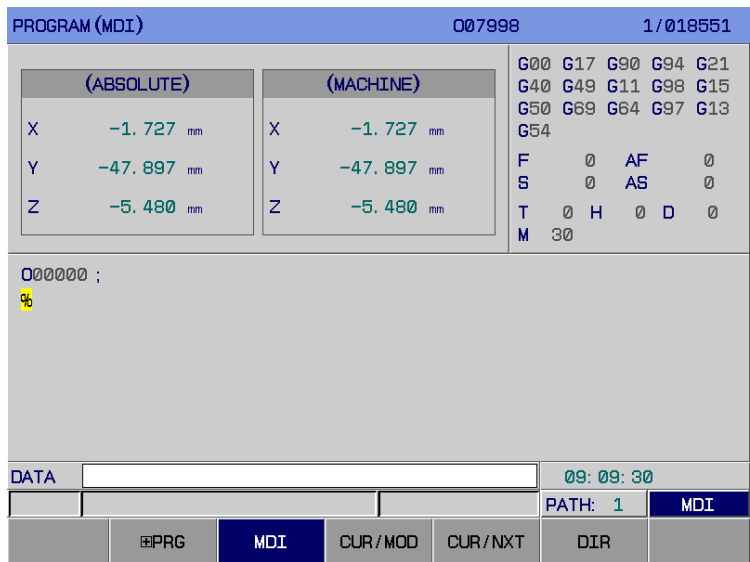 PROGRAM(MDI) O07998 1/018551
(ABSOLUTE) (MACHINE)
X -1.727 mm X -1.727 mm
Y -47.897 mm Y -47.897 mm
Z -5.480 mm Z -5.480 mm
G00 G17 G90 G94 G21
G40 G49 G11 G98 G15
G50 G69 G64 G97 G13
G54
F 0 AF 0
S 0 AS 0
T 0 H 0 D 0
M 30
O00000 ;
%
DATA 09:09:30
PATH: 1 MDI
⊞PRG MDI CUR/MOD CUR/NXT DIR